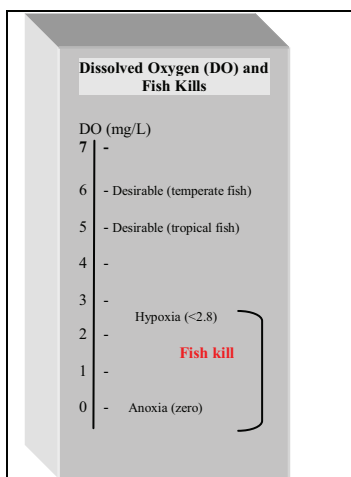 Dissolved Oxygen (DO) and
Fish Kills
DO (mg/L)
7 -
6 - Desirable (temperate fish)
5 - Desirable (tropical fish)
4 -
3 -
Hypoxia (<2.8)
2 -
Fish kill
1 -
0 - Anoxia (zero)